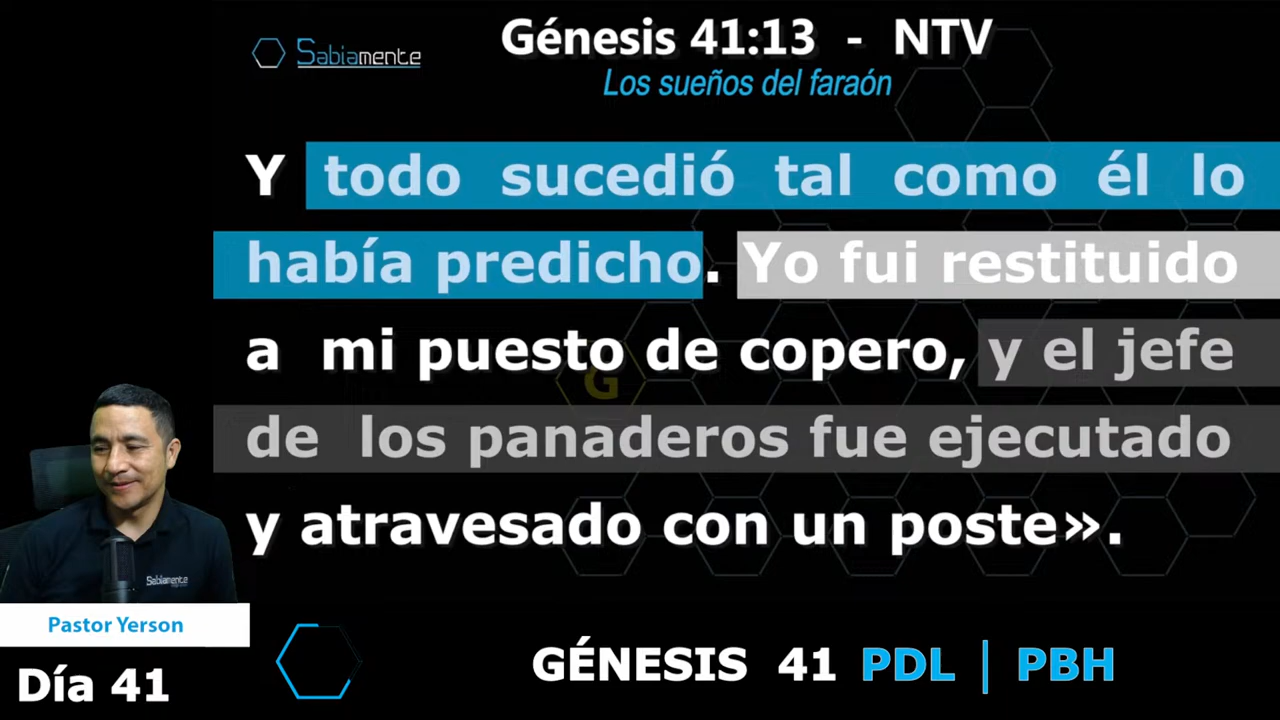 Sabiamente
Génesis 41:13 - NTV
Los sueños del faraón
Y todo sucedió tal como él lo
había predicho. Yo fui restituido
a mi puesto de copero, y el jefe
de los panaderos fue ejecutado
y atravesado con un poste».
G
Sabiamente
Pastor Yerson
Día 41
GÉNESIS 41 PDL | PBH